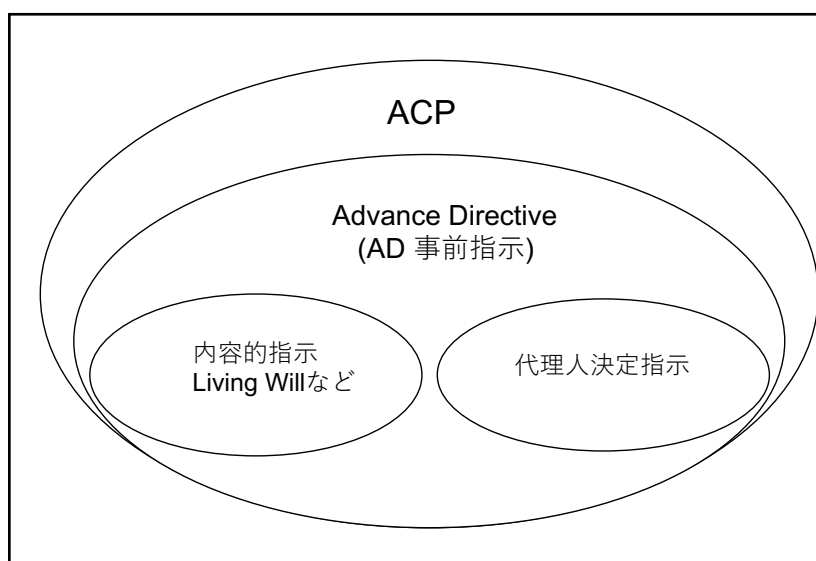 ACP
Advance Directive
(AD 事前指示)
内容的指示
Living Willなど
代理人決定指示